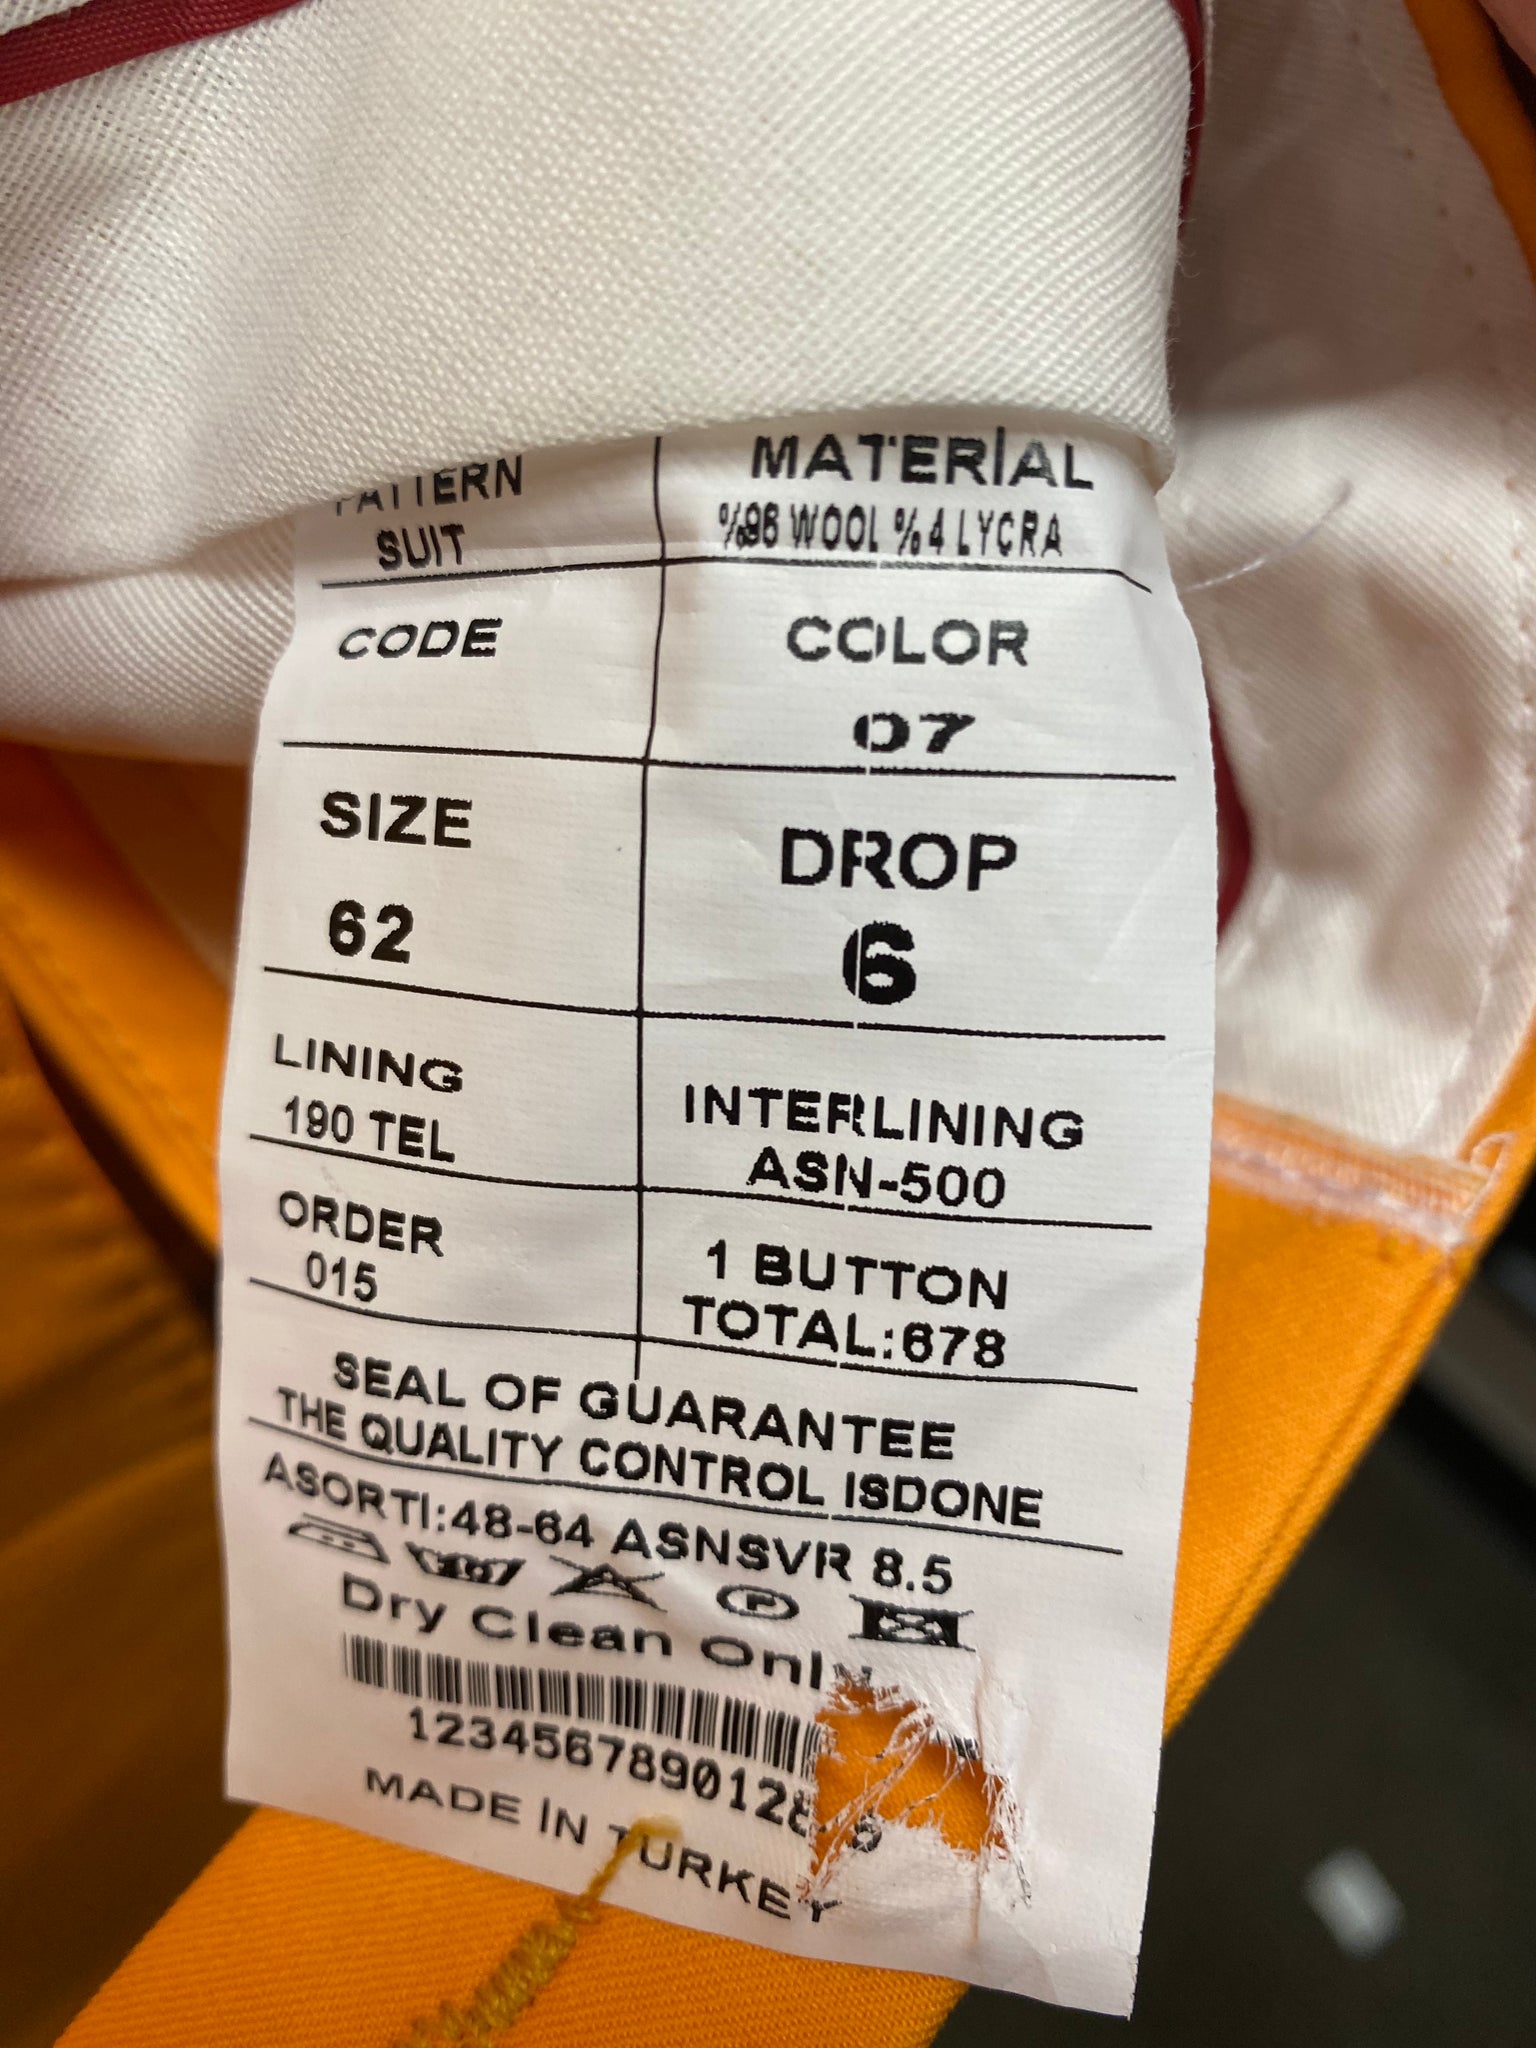 PATTERN
SUIT
MATERIAL
%96 WOOL %4 LYCRA
CODE
COLOR
07
SIZE
62
DROP
6
LINING
190 TEL
INTERLINING
ASN-500
ORDER
015
1 BUTTON
TOTAL:678
SEAL OF GUARANTEE
THE QUALITY CONTROL ISDONE
ASORTI:48-64 ASNSVR 8.5
P
Dry Clean Only
123456789012
MADE IN TURKEY